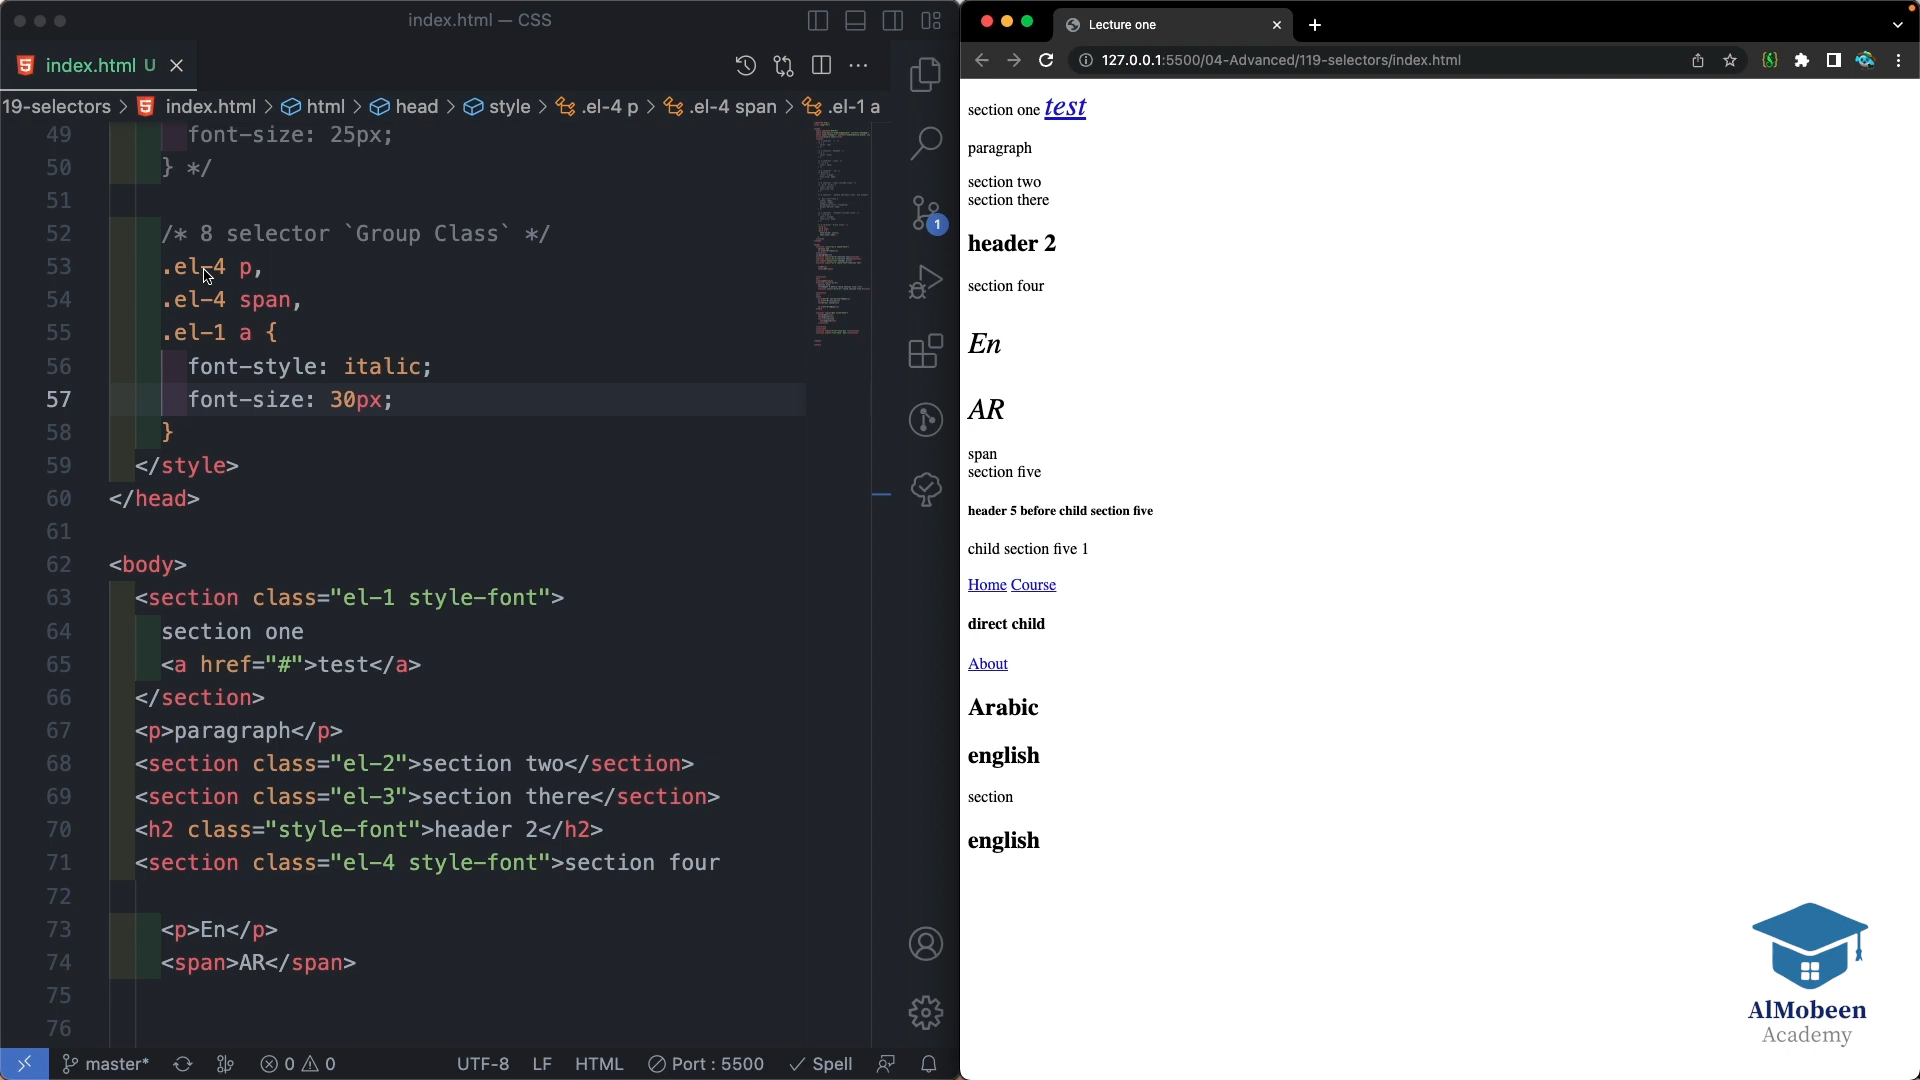 index.html — CSS
index.html U
19-selectors > index.html > html > head > style > .el-4 p > .el-4 span > .el-1 a
49 font-size: 25px;
50 } */
51
52 /* 8 selector `Group Class` */
53 .el-4 p,
54 .el-4 span,
55 .el-1 a {
56 font-style: italic;
57 font-size: 30px;
58 }
59 </style>
60 </head>
61
62 <body>
63 <section class="el-1 style-font">
64 section one
65 <a href="#">test</a>
66 </section>
67 <p>paragraph</p>
68 <section class="el-2">section two</section>
69 <section class="el-3">section there</section>
70 <h2 class="style-font">header 2</h2>
71 <section class="el-4 style-font">section four
72
73 <p>En</p>
74 <span>AR</span>
75
76
1
master* 0 0 UTF-8 LF HTML Port : 5500 Spell
Lecture one
127.0.0.1:5500/04-Advanced/119-selectors/index.html
section one test
paragraph
section two
section there
header 2
section four
En
AR
span
section five
header 5 before child section five
child section five 1
Home Course
direct child
About
Arabic
english
section
english
AlMobeen
Academy